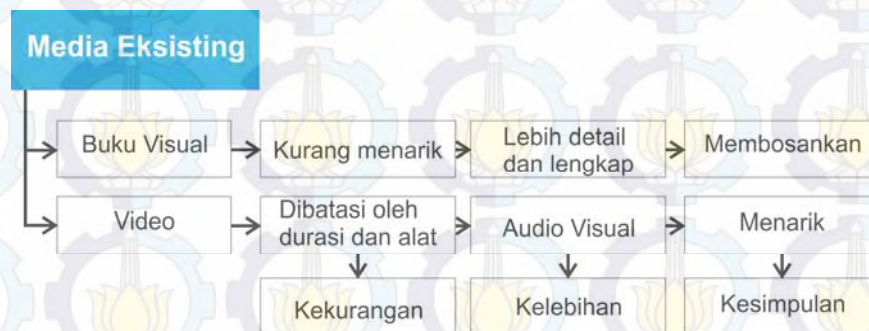 Media Eksisting
Buku Visual
Kurang menarik
Lebih detail
dan lengkap
Membosankan
Video
Dibatasi oleh
durasi dan alat
Audio Visual
Menarik
Kekurangan
Kelebihan
Kesimpulan